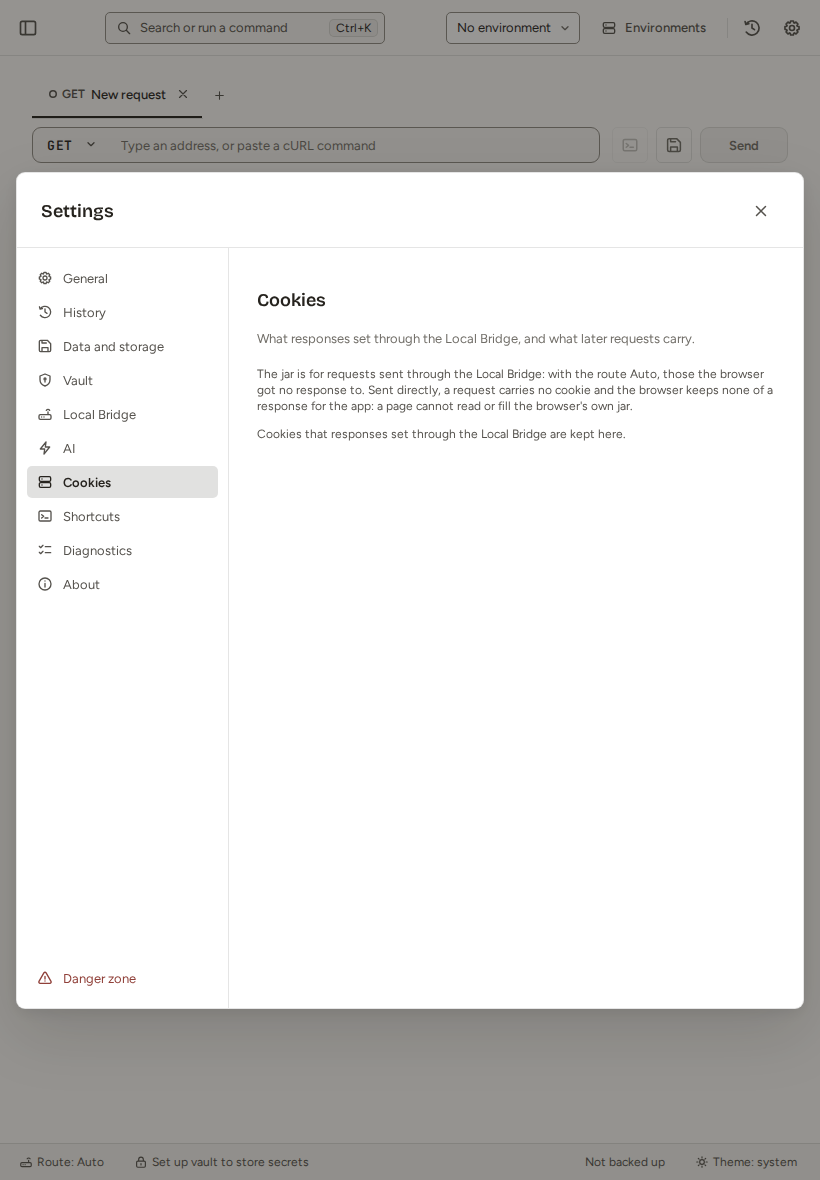 Search or run a command
Ctrl+K
No environment
Environments
GET New request
GET
Type an address, or paste a cURL command
Send
Settings
General
History
Data and storage
Vault
Local Bridge
AI
Cookies
Shortcuts
Diagnostics
About
Danger zone
Cookies
What responses set through the Local Bridge, and what later requests carry.
The jar is for requests sent through the Local Bridge: with the route Auto, those the browser
got no response to. Sent directly, a request carries no cookie and the browser keeps none of a
response for the app: a page cannot read or fill the browser's own jar.
Cookies that responses set through the Local Bridge are kept here.
Route: Auto
Set up vault to store secrets
Not backed up
Theme: system